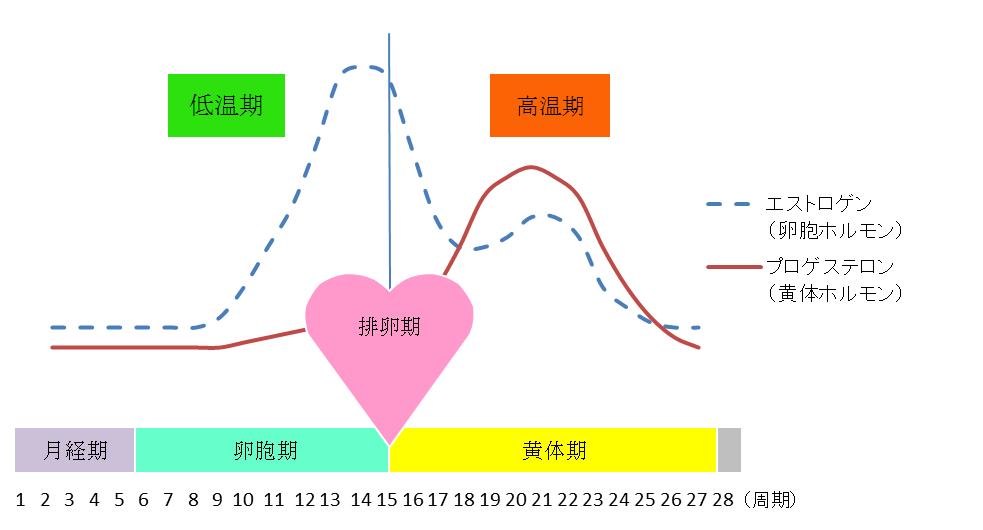 低温期
高温期
エストロゲン
（卵胞ホルモン）
プロゲステロン
（黄体ホルモン）
排卵期
月経期 卵胞期 黄体期
1 2 3 4 5 6 7 8 9 10 11 12 13 14 15 16 17 18 19 20 21 22 23 24 25 26 27 28 （周期）